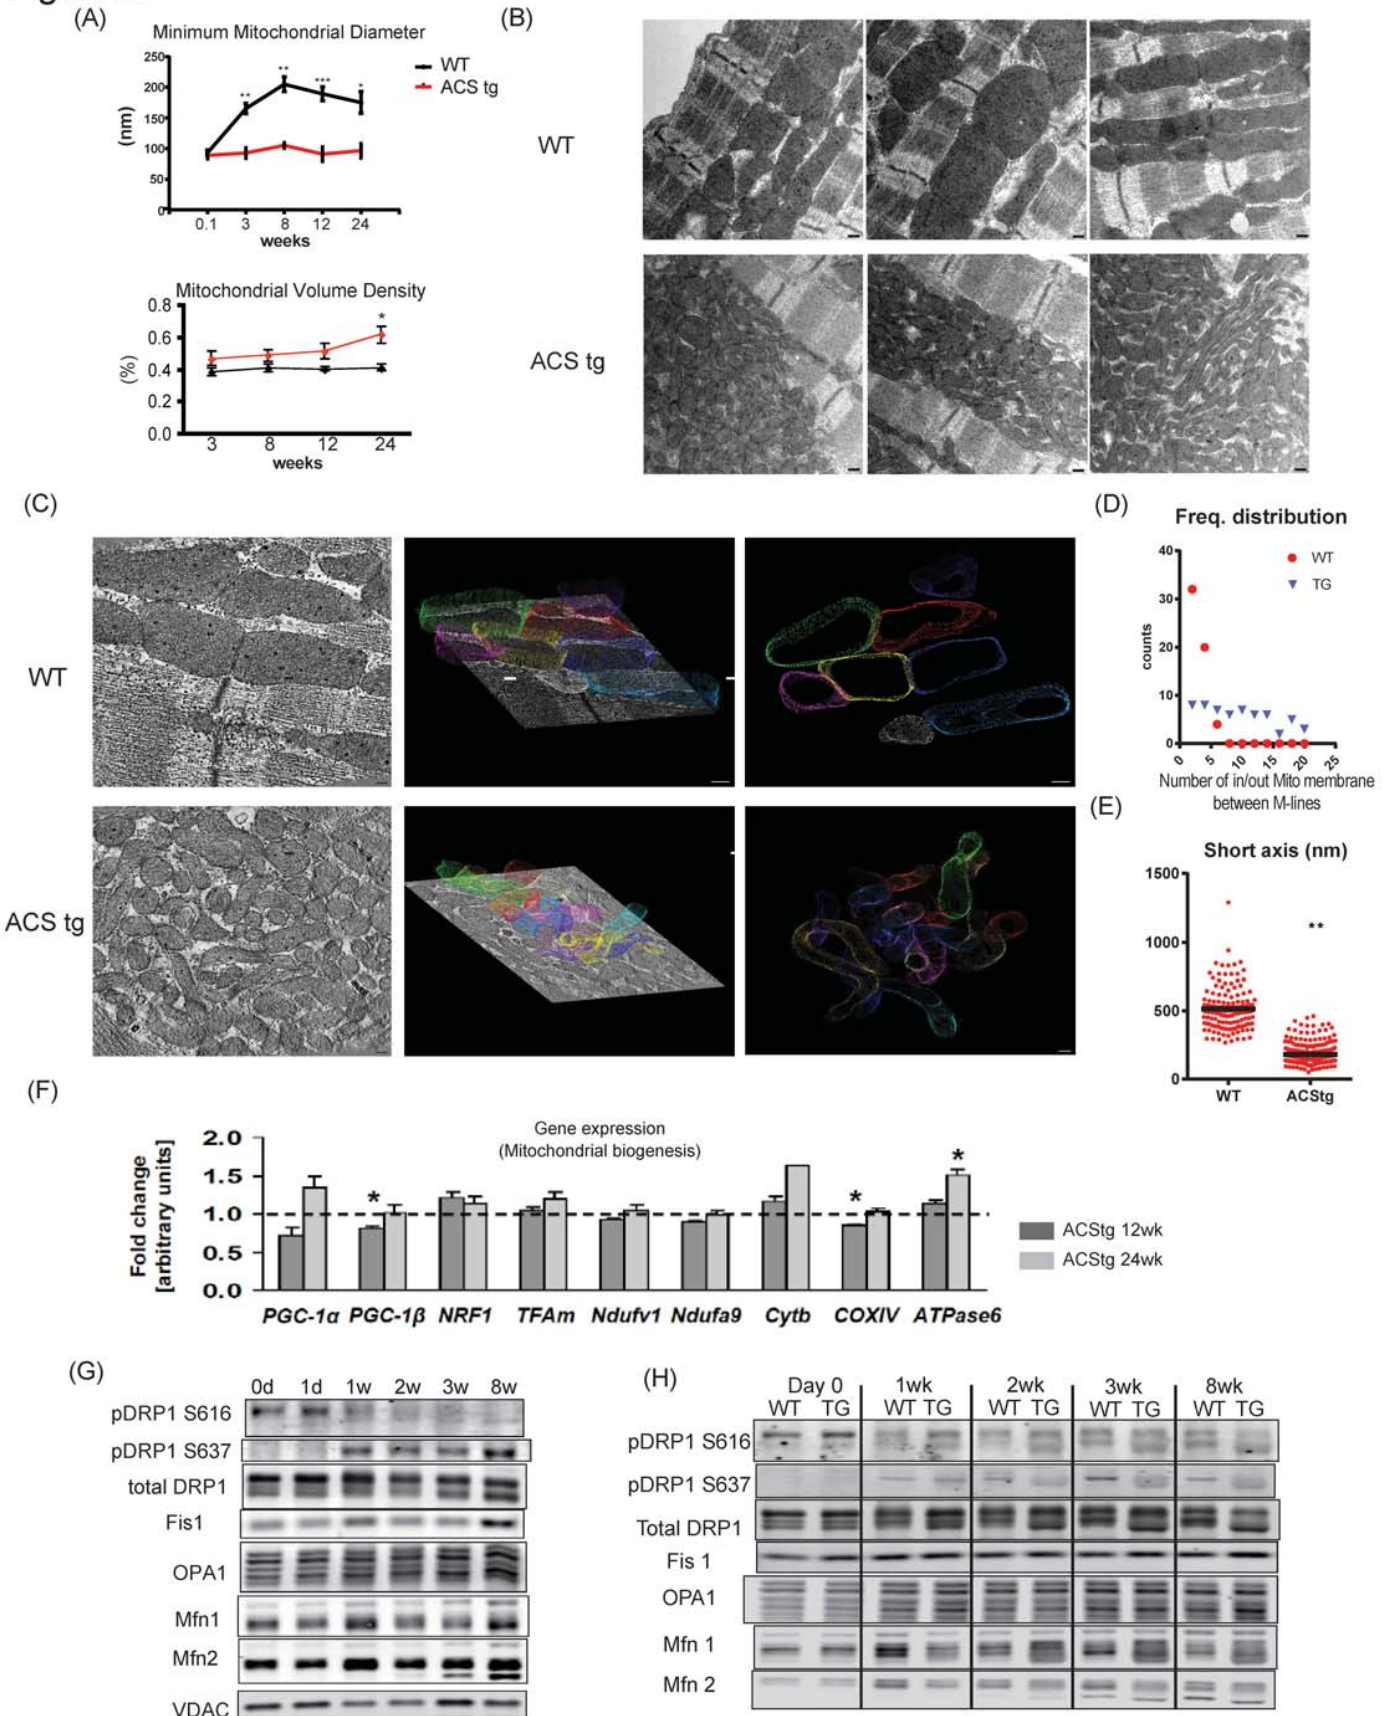 (A)
Minimum Mitochondrial Diameter
250
200
150
100
50
0
(nm)
** ** *** *
WT
ACS tg
0.1 3 8 12 24
weeks
Mitochondrial Volume Density
0.8
0.6
0.4
0.2
0.0
(%)
*
3 8 12 24
weeks
(B)
WT
ACS tg
(C)
WT
ACS tg
(D)
Freq. distribution
40
30
20
10
0
counts
WT
TG
0 5 10 15 20 25
Number of in/out Mito membrane
between M-lines
(E)
Short axis (nm)
1500
1000
500
0
**
WT ACStg
(F)
Gene expression
(Mitochondrial biogenesis)
Fold change
[arbitrary units]
2.0
1.5
1.0
0.5
0.0
* * *
ACStg 12wk
ACStg 24wk
PGC-1α PGC-1β NRF1 TFAm Ndufv1 Ndufa9 Cytb COXIV ATPase6
(G)
0d 1d 1w 2w 3w 8w
pDRP1 S616
pDRP1 S637
total DRP1
Fis1
OPA1
Mfn1
Mfn2
VDAC
(H)
Day 0 1wk 2wk 3wk 8wk
WT TG WT TG WT TG WT TG WT TG
pDRP1 S616
pDRP1 S637
Total DRP1
Fis 1
OPA1
Mfn 1
Mfn 2